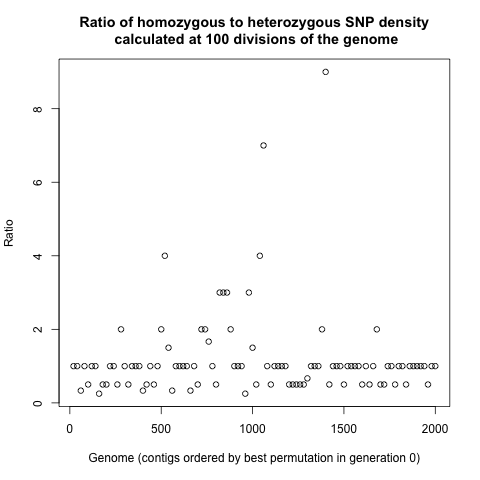 Ratio of homozygous to heterozygous SNP density
calculated at 100 divisions of the genome
Ratio
8
6
4
2
0
0 500 1000 1500 2000
Genome (contigs ordered by best permutation in generation 0)